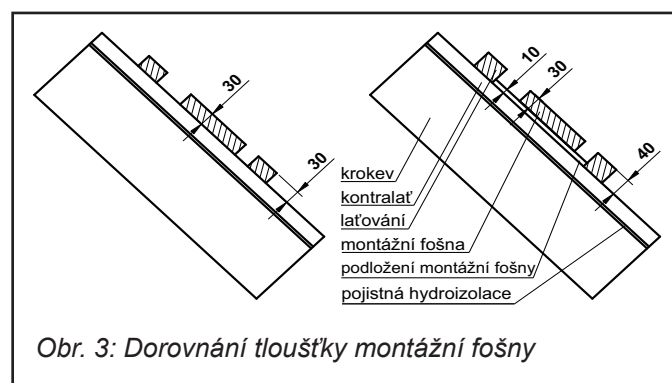 30
30
10
30
40
krokev
kontralať
laťování
montážní fošna
podložení montážní fošny
pojistná hydroizolace
Obr. 3: Dorovnání tloušťky montážní fošny